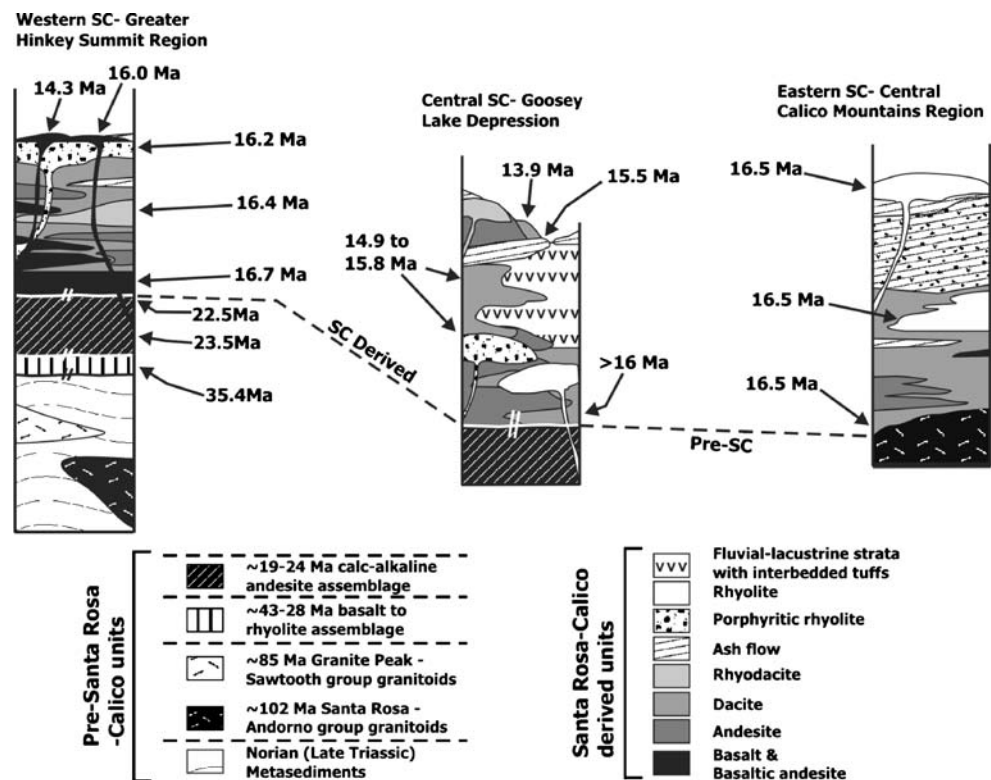 Western SC- Greater
Hinkey Summit Region
16.0 Ma
14.3 Ma
16.2 Ma
16.4 Ma
16.7 Ma
22.5Ma
23.5Ma
35.4Ma
SC Derived
Pre-SC
Central SC- Goosey
Lake Depression
13.9 Ma
15.5 Ma
14.9 to
15.8 Ma
>16 Ma
Eastern SC- Central
Calico Mountains Region
16.5 Ma
16.5 Ma
16.5 Ma
Pre-Santa Rosa
-Calico units
~19-24 Ma calc-alkaline
andesite assemblage
~43-28 Ma basalt to
rhyolite assemblage
~85 Ma Granite Peak -
Sawtooth group granitoids
~102 Ma Santa Rosa -
Andorno group granitoids
Norian (Late Triassic)
Metasediments
Santa Rosa-Calico
derived units
Fluvial-lacustrine strata
with interbedded tuffs
Rhyolite
Porphyritic rhyolite
Ash flow
Rhyodacite
Dacite
Andesite
Basalt &
Basaltic andesite